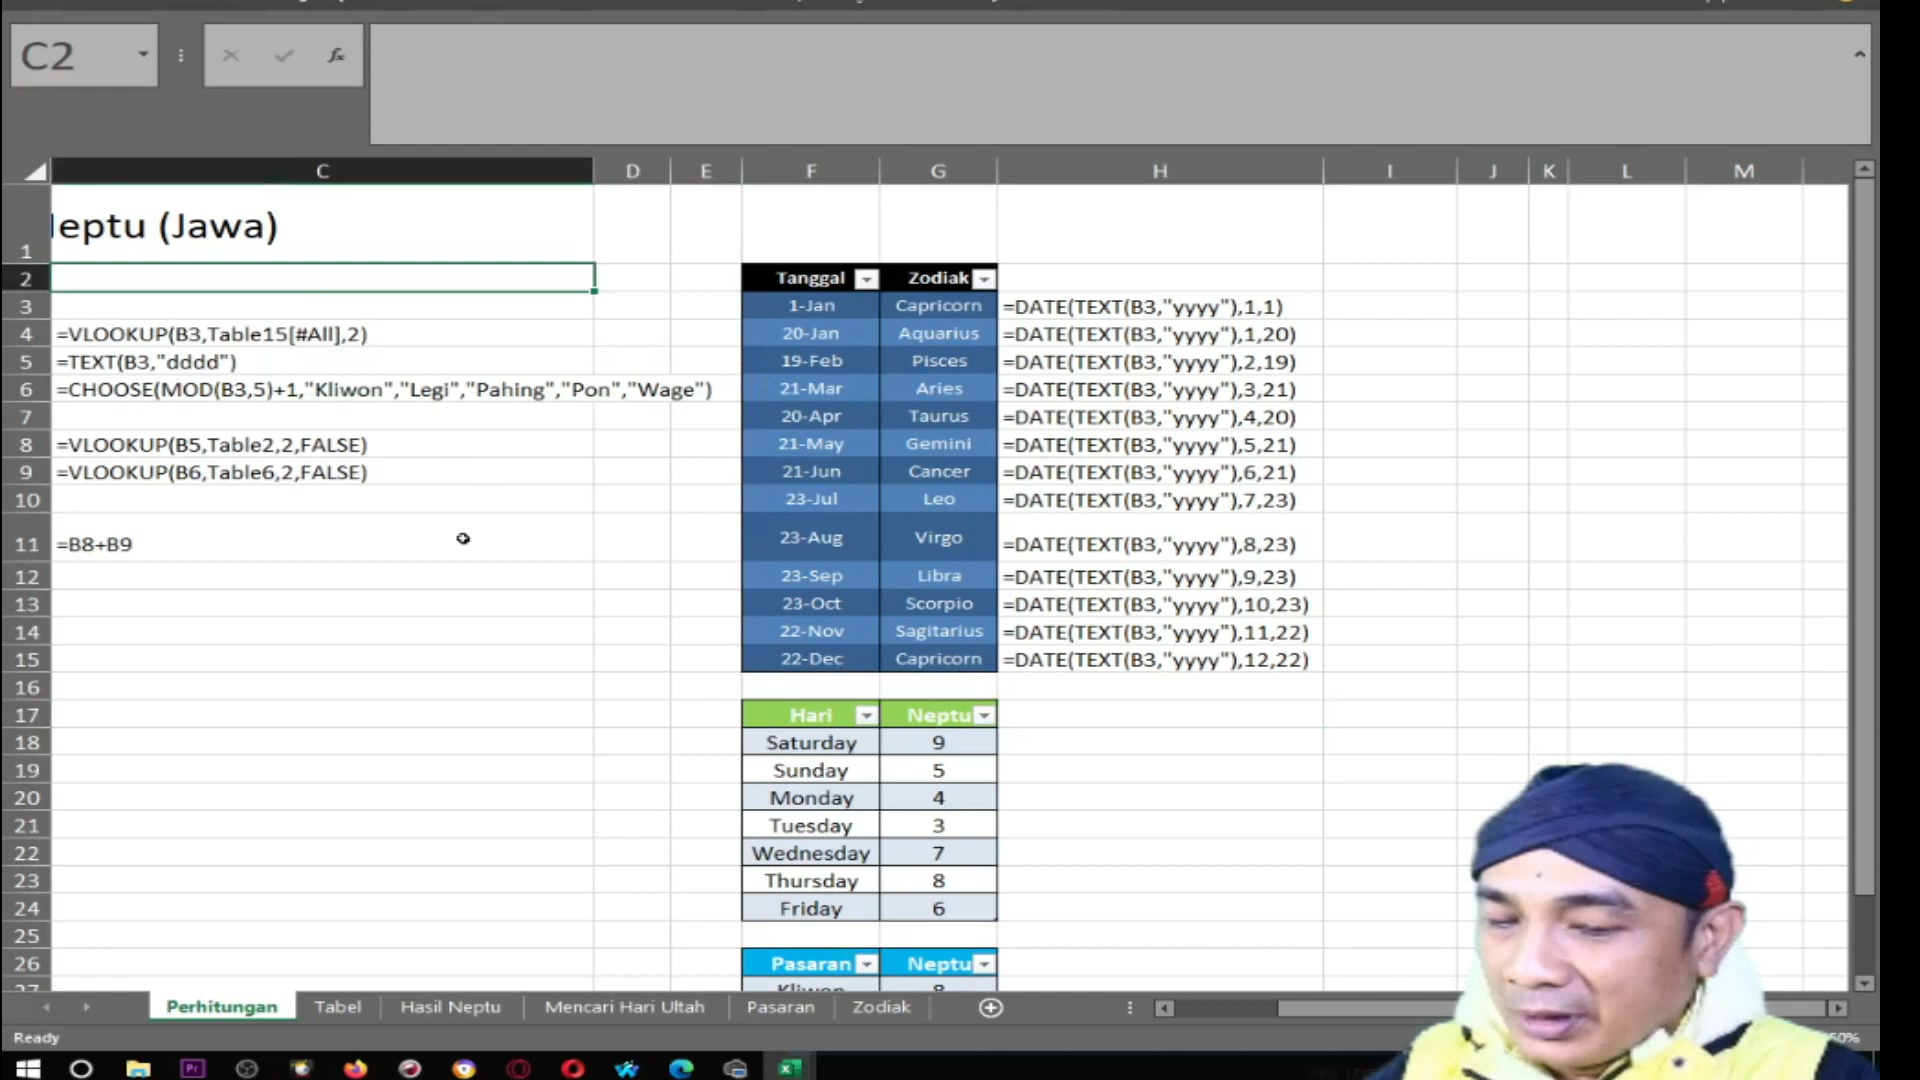 C2
fx
C D E F G H I J K L M
eptu (Jawa)
1
2 Tanggal Zodiak
3 1-Jan Capricorn =DATE(TEXT(B3,"yyyy"),1,1)
4 =VLOOKUP(B3,Table15[#All],2) 20-Jan Aquarius =DATE(TEXT(B3,"yyyy"),1,20)
5 =TEXT(B3,"dddd") 19-Feb Pisces =DATE(TEXT(B3,"yyyy"),2,19)
6 =CHOOSE(MOD(B3,5)+1,"Kliwon","Legi","Pahing","Pon","Wage") 21-Mar Aries =DATE(TEXT(B3,"yyyy"),3,21)
7 20-Apr Taurus =DATE(TEXT(B3,"yyyy"),4,20)
8 =VLOOKUP(B5,Table2,2,FALSE) 21-May Gemini =DATE(TEXT(B3,"yyyy"),5,21)
9 =VLOOKUP(B6,Table6,2,FALSE) 21-Jun Cancer =DATE(TEXT(B3,"yyyy"),6,21)
10 23-Jul Leo =DATE(TEXT(B3,"yyyy"),7,23)
11 =B8+B9 23-Aug Virgo =DATE(TEXT(B3,"yyyy"),8,23)
12 23-Sep Libra =DATE(TEXT(B3,"yyyy"),9,23)
13 23-Oct Scorpio =DATE(TEXT(B3,"yyyy"),10,23)
14 22-Nov Sagitarius =DATE(TEXT(B3,"yyyy"),11,22)
15 22-Dec Capricorn =DATE(TEXT(B3,"yyyy"),12,22)
16
17 Hari Neptu
18 Saturday 9
19 Sunday 5
20 Monday 4
21 Tuesday 3
22 Wednesday 7
23 Thursday 8
24 Friday 6
25
26 Pasaran Neptu
27 Kliwon 8
Perhitungan Tabel Hasil Neptu Mencari Hari Ultah Pasaran Zodiak
Ready
Pr